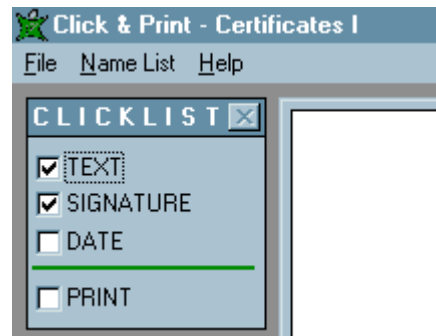 Click & Print - Certificates I
File Name List Help
CLICKLIST
TEXT
SIGNATURE
DATE
PRINT